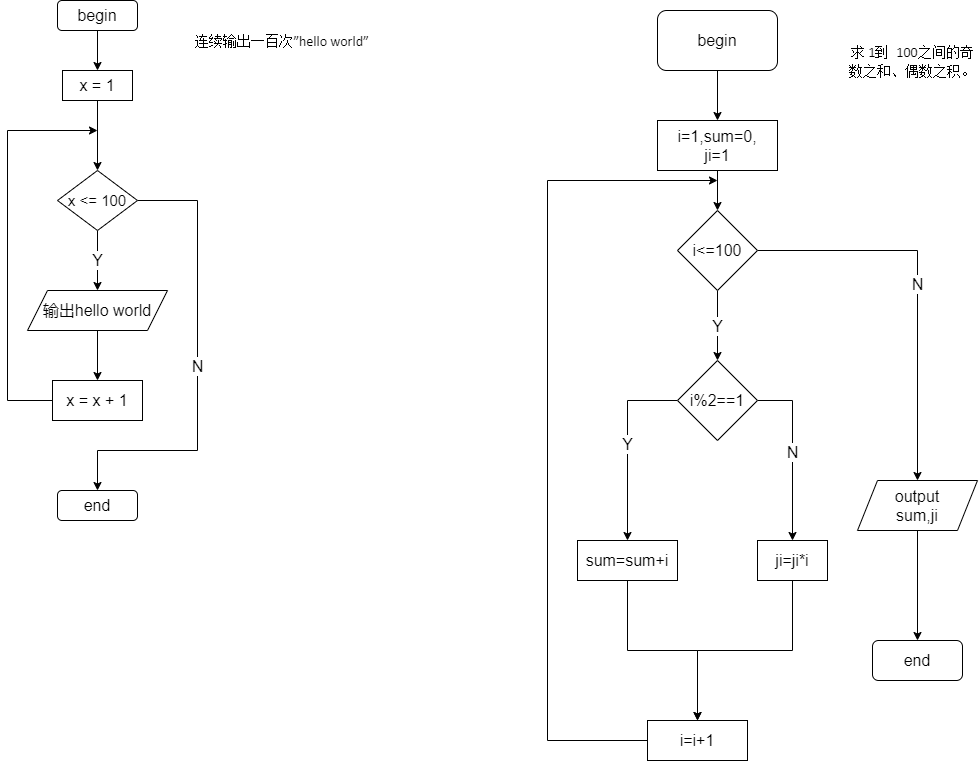 begin
连续输出一百次”hello world”
x = 1
x <= 100
Y
输出hello world
N
x = x + 1
end
begin
求 1到 100之间的奇
数之和、偶数之积。
i=1,sum=0,
ji=1
i<=100
N
Y
i%2==1
Y
N
output
sum,ji
sum=sum+i
ji=ji*i
end
i=i+1